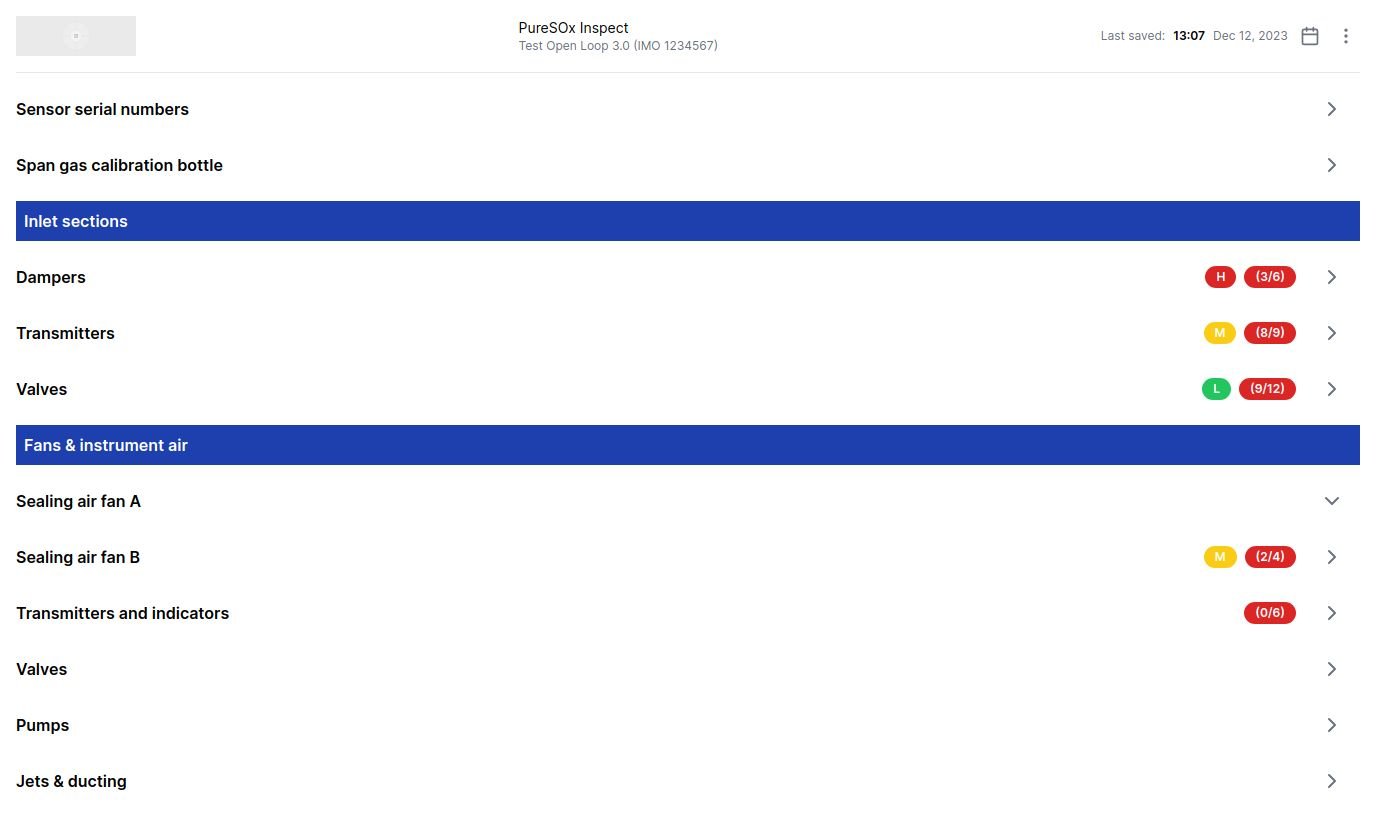 PureSOx Inspect
Test Open Loop 3.0 (IMO 1234567)
Last saved: 13:07 Dec 12, 2023
Sensor serial numbers
Span gas calibration bottle
Inlet sections
Dampers H (3/6)
Transmitters M (8/9)
Valves L (9/12)
Fans & instrument air
Sealing air fan A
Sealing air fan B M (2/4)
Transmitters and indicators (0/6)
Valves
Pumps
Jets & ducting